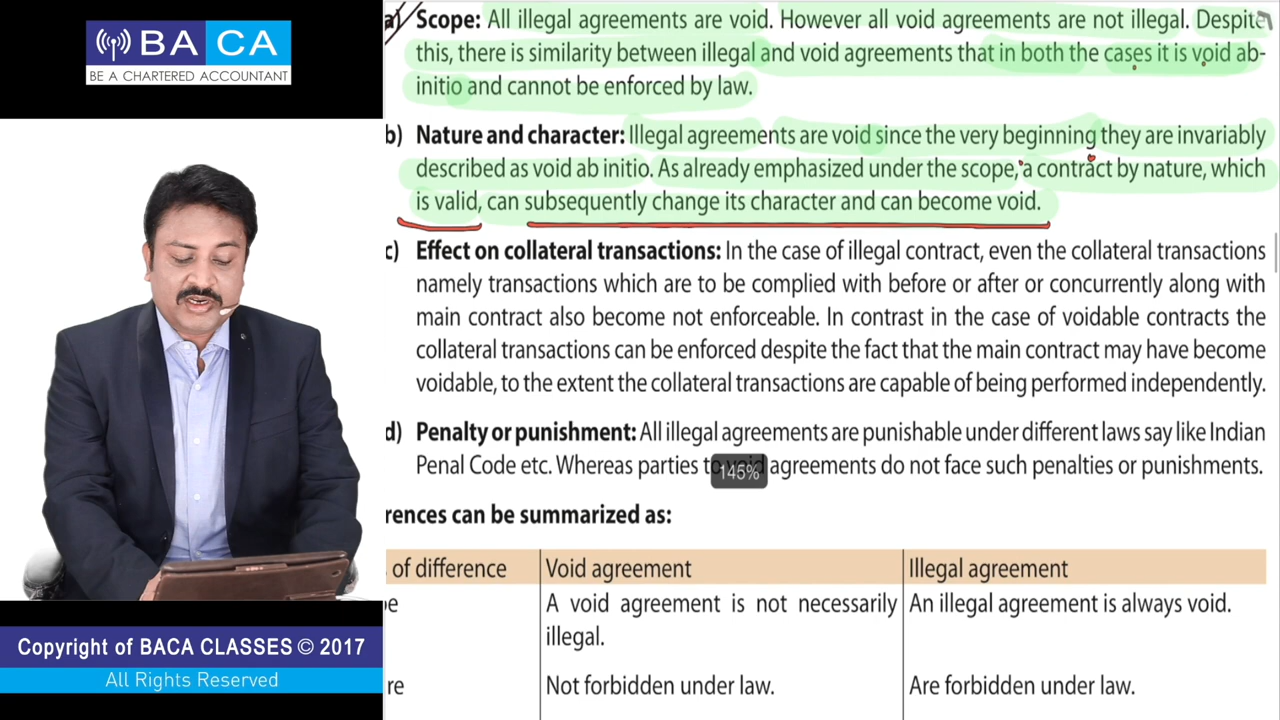 BA CA
BE A CHARTERED ACCOUNTANT
a) Scope: All illegal agreements are void. However all void agreements are not illegal. Despite
this, there is similarity between illegal and void agreements that in both the cases it is void ab-
initio and cannot be enforced by law.
b) Nature and character: Illegal agreements are void since the very beginning they are invariably
described as void ab initio. As already emphasized under the scope, a contract by nature, which
is valid, can subsequently change its character and can become void.
c) Effect on collateral transactions: In the case of illegal contract, even the collateral transactions
namely transactions which are to be complied with before or after or concurrently along with
main contract also become not enforceable. In contrast in the case of voidable contracts the
collateral transactions can be enforced despite the fact that the main contract may have become
voidable, to the extent the collateral transactions are capable of being performed independently.
d) Penalty or punishment: All illegal agreements are punishable under different laws say like Indian
Penal Code etc. Whereas parties to void agreements do not face such penalties or punishments.
145%
rences can be summarized as:
of difference Void agreement Illegal agreement
pe A void agreement is not necessarily An illegal agreement is always void.
illegal.
re Not forbidden under law. Are forbidden under law.
Copyright of BACA CLASSES © 2017
All Rights Reserved